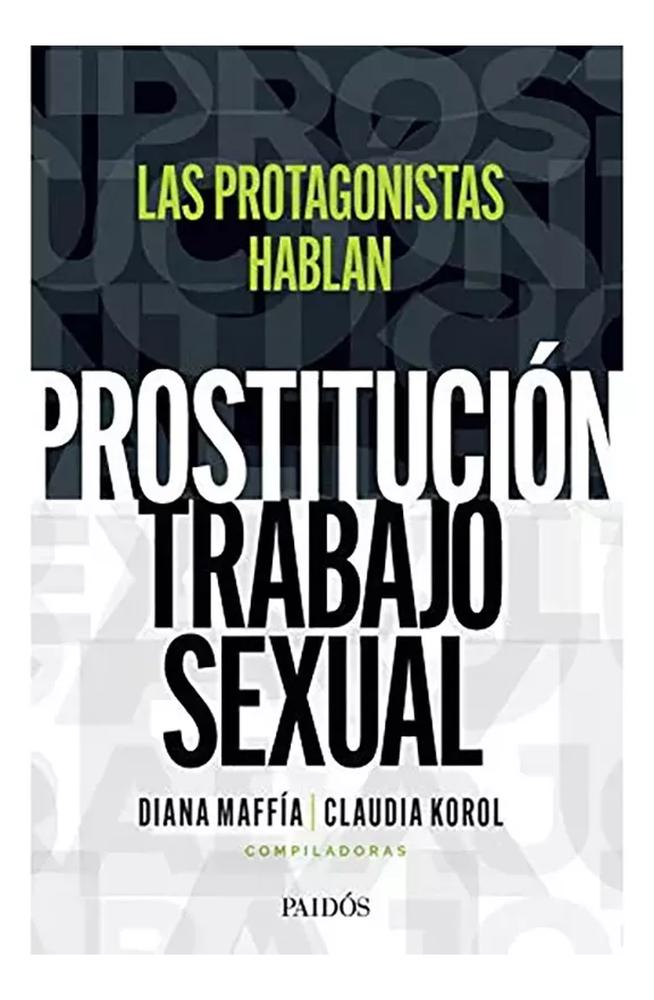 LAS PROTAGONISTAS
HABLAN
PROSTITUCIÓN
TRABAJO
SEXUAL
DIANA MAFFÍA | CLAUDIA KOROL
COMPILADORAS
PAIDÓS